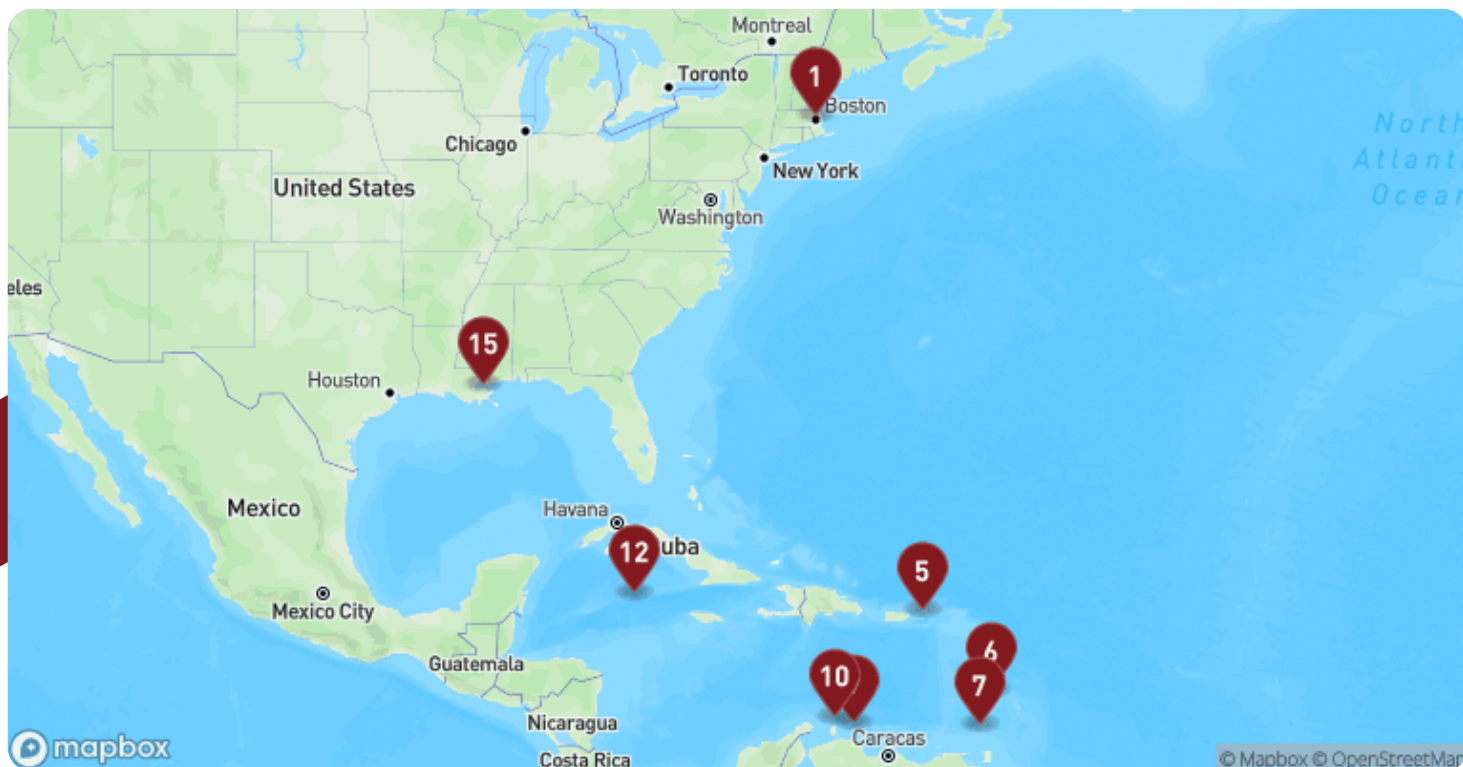 Montreal
Toronto
1
Boston
Chicago
New York
United States
Washington
North
Atlant
Ocean
eles
15
Houston
Mexico
Havana
12
uba
5
Mexico City
6
10
7
Guatemala
Nicaragua
Caracas
Costa Rica
mapbox
© Mapbox © OpenStreetMap